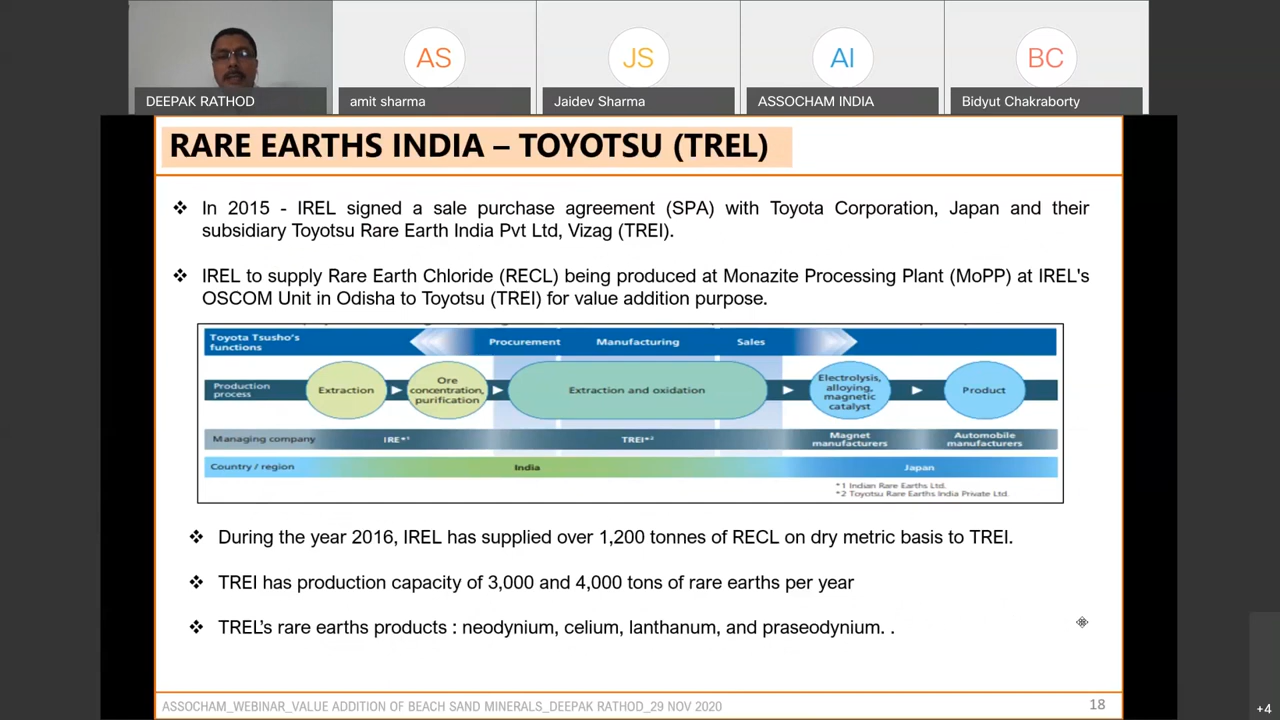 AS
JS
AI
BC
DEEPAK RATHOD
amit sharma
Jaidev Sharma
ASSOCHAM INDIA
Bidyut Chakraborty
RARE EARTHS INDIA – TOYOTSU (TREL)
❖ In 2015 - IREL signed a sale purchase agreement (SPA) with Toyota Corporation, Japan and their
subsidiary Toyotsu Rare Earth India Pvt Ltd, Vizag (TREI).
❖ IREL to supply Rare Earth Chloride (RECL) being produced at Monazite Processing Plant (MoPP) at IREL's
OSCOM Unit in Odisha to Toyotsu (TREI) for value addition purpose.
Toyota Tsusho's
functions
Procurement
Manufacturing
Sales
Production
process
Extraction
Ore
concentration,
purification
Extraction and oxidation
Electrolysis,
alloying,
magnetic
catalyst
Product
Managing company
IRE*1
TREI*2
Magnet
manufacturers
Automobile
manufacturers
Country / region
India
Japan
*1 Indian Rare Earths Ltd.
*2 Toyotsu Rare Earths India Private Ltd.
❖ During the year 2016, IREL has supplied over 1,200 tonnes of RECL on dry metric basis to TREI.
❖ TREI has production capacity of 3,000 and 4,000 tons of rare earths per year
❖ TREL's rare earths products : neodynium, celium, lanthanum, and praseodynium. .
ASSOCHAM_WEBINAR_VALUE ADDITION OF BEACH SAND MINERALS_DEEPAK RATHOD_29 NOV 2020
18
+4